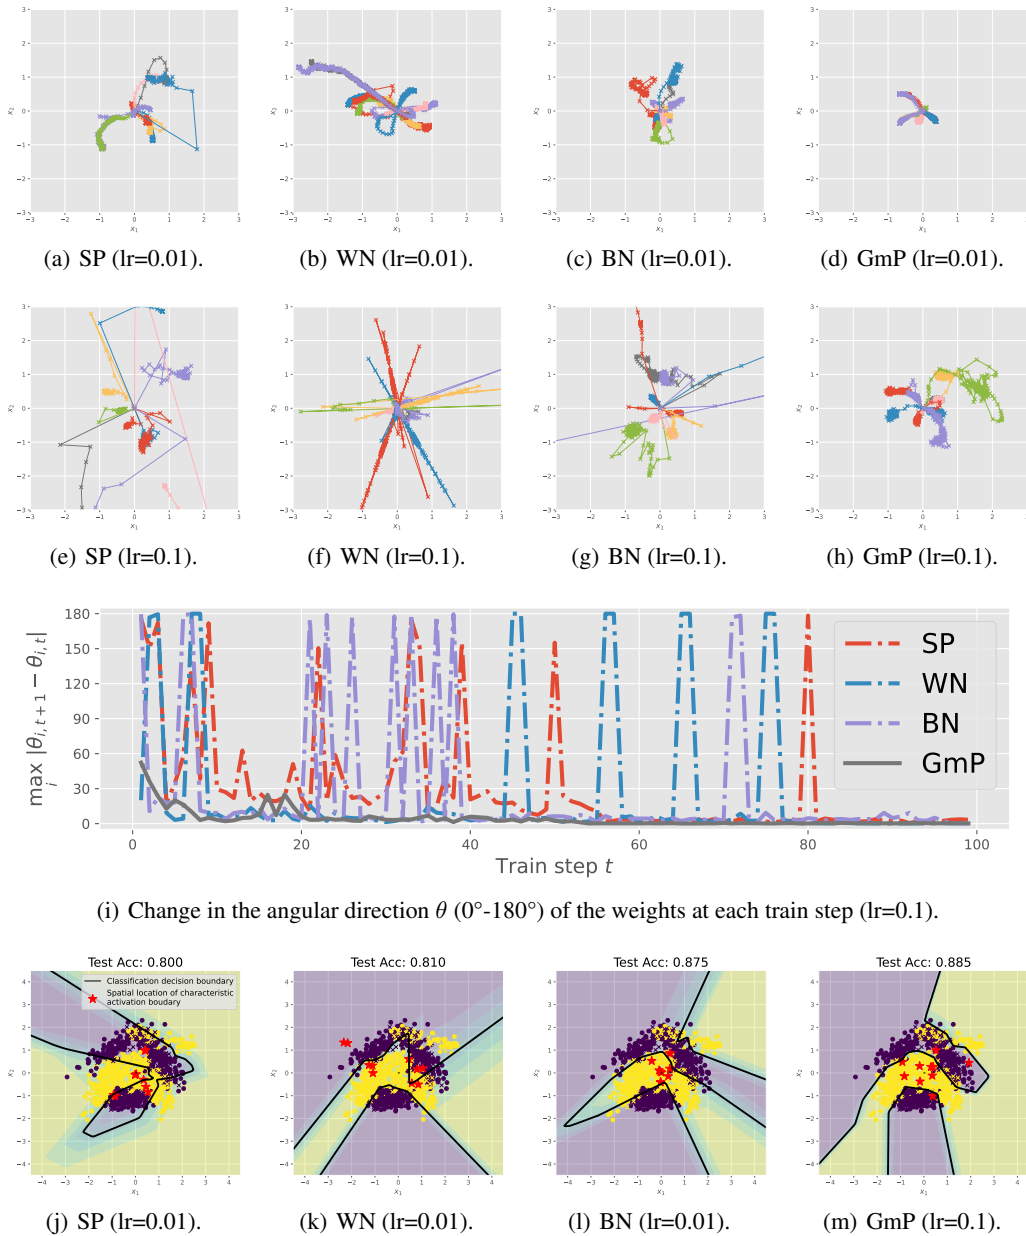 (a) SP (lr=0.01).
(b) WN (lr=0.01).
(c) BN (lr=0.01).
(d) GmP (lr=0.01).
(e) SP (lr=0.1).
(f) WN (lr=0.1).
(g) BN (lr=0.1).
(h) GmP (lr=0.1).
max |θi,t+1 − θi,t|
i
180
150
120
90
60
30
0
SP
WN
BN
GmP
0 20 40 60 80 100
Train step t
(i) Change in the angular direction θ (0°-180°) of the weights at each train step (lr=0.1).
Test Acc: 0.800
Classification decision boundary
Spatial location of characteristic
activation boudary
Test Acc: 0.810
Test Acc: 0.875
Test Acc: 0.885
(j) SP (lr=0.01).
(k) WN (lr=0.01).
(l) BN (lr=0.01).
(m) GmP (lr=0.1).